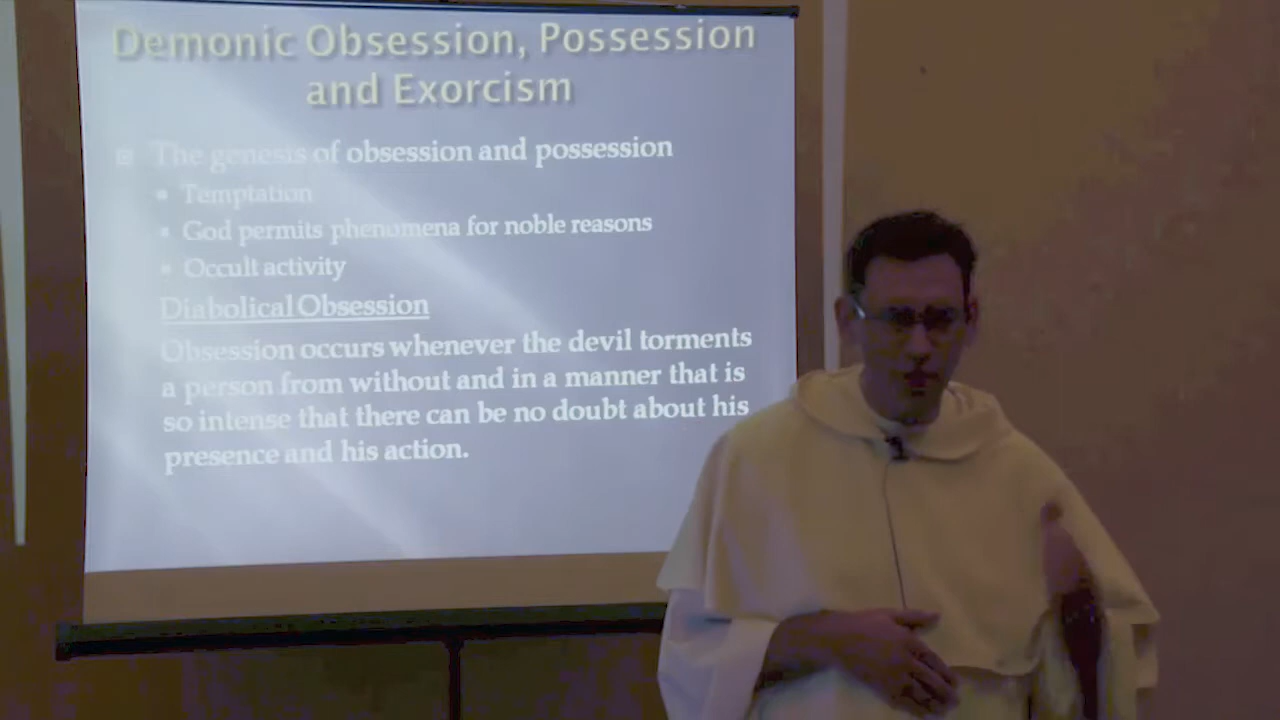 Demonic Obsession, Possession
and Exorcism
The genesis of obsession and possession
Temptation
God permits phenomena for noble reasons
Occult activity
Diabolical Obsession
Obsession occurs whenever the devil torments
a person from without and in a manner that is
so intense that there can be no doubt about his
presence and his action.